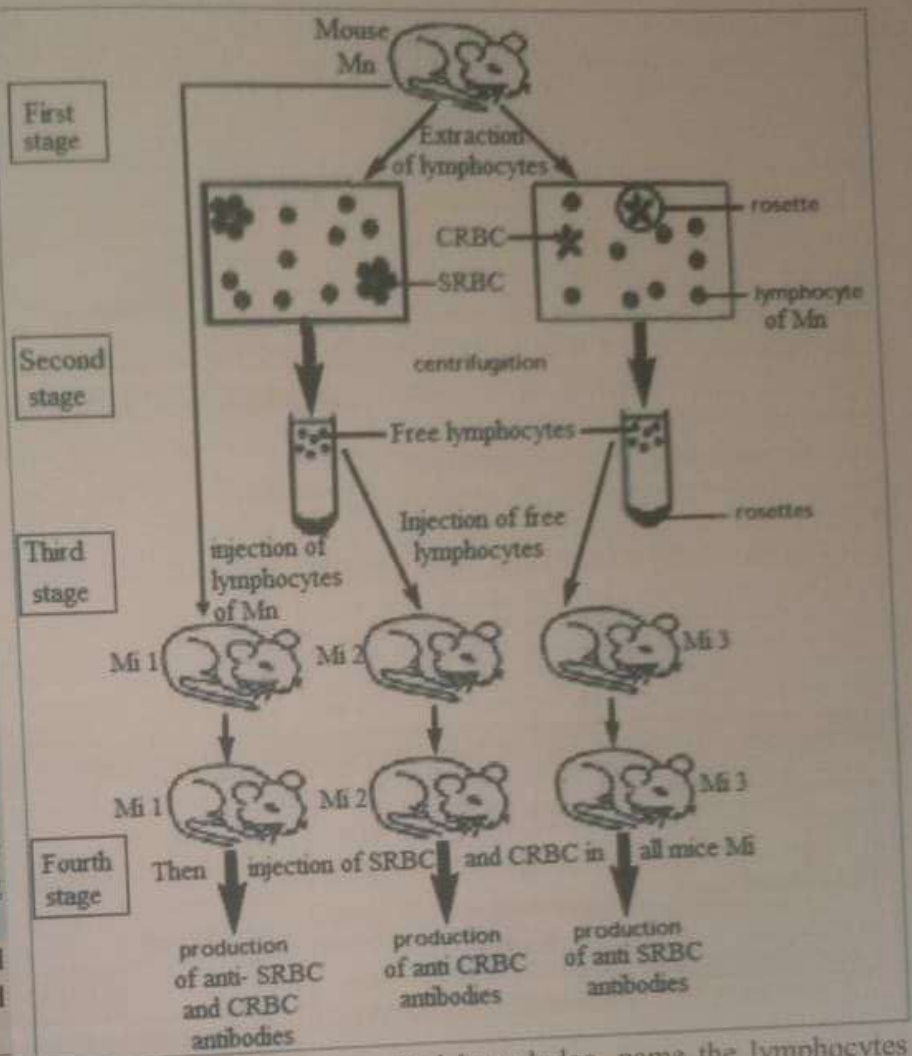 Mouse
Mn
First
stage
Extraction
of lymphocytes
rosette
CRBC
SRBC
lymphocyte
of Mn
Second
stage
centrifugation
Free lymphocytes
rosettes
Third
stage
injection of
lymphocytes
of Mn
Injection of free
lymphocytes
Mi 1
Mi 2
Mi 3
Mi 1
Mi 2
Mi 3
Fourth
stage
Then injection of SRBC and CRBC in all mice Mi
production
of anti- SRBC
and CRBC
antibodies
production
of anti CRBC
antibodies
production
of anti SRBC
antibodies
name the lymphocytes